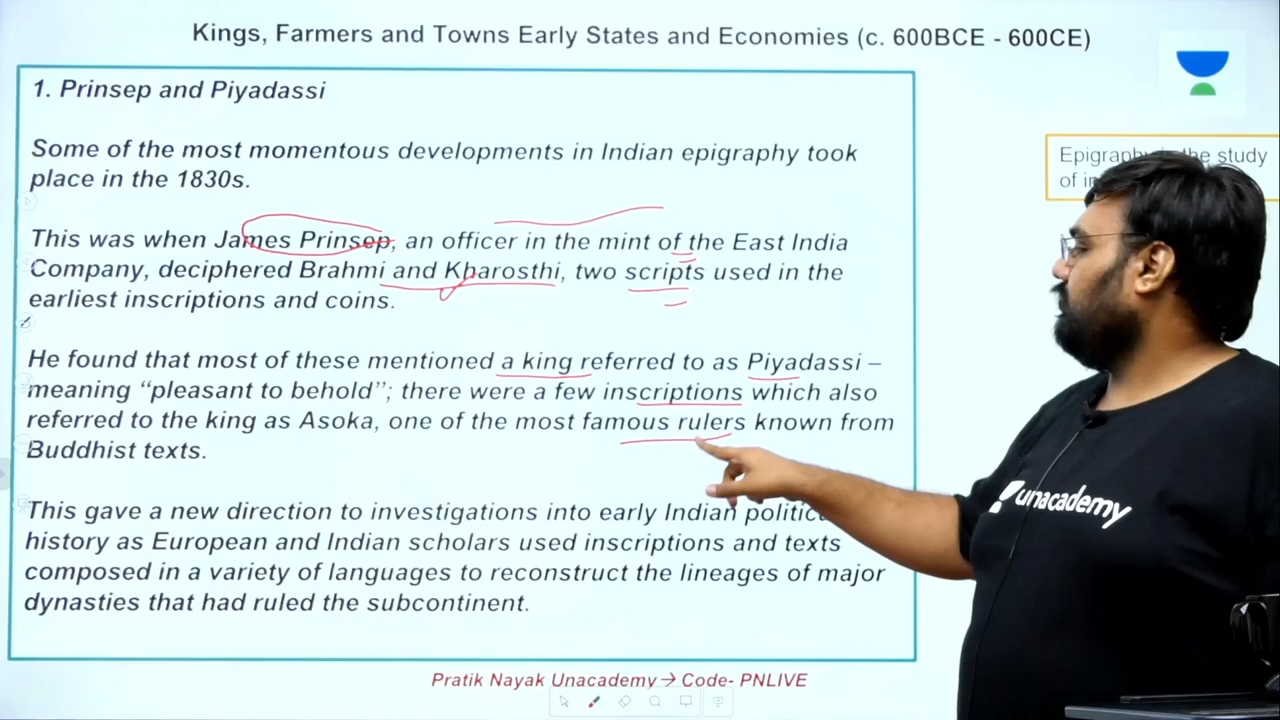 Kings, Farmers and Towns Early States and Economies (c. 600BCE - 600CE)
1. Prinsep and Piyadassi
Some of the most momentous developments in Indian epigraphy took
place in the 1830s.
This was when James Prinsep, an officer in the mint of the East India
Company, deciphered Brahmi and Kharosthi, two scripts used in the
earliest inscriptions and coins.
He found that most of these mentioned a king referred to as Piyadassi –
meaning “pleasant to behold”; there were a few inscriptions which also
referred to the king as Asoka, one of the most famous rulers known from
Buddhist texts.
This gave a new direction to investigations into early Indian
history as European and Indian scholars used inscriptions and texts
composed in a variety of languages to reconstruct the lineages of major
dynasties that had ruled the subcontinent.
Epigraphy the study
of
unacademy
Pratik Nayak Unacademy → Code- PNLIVE